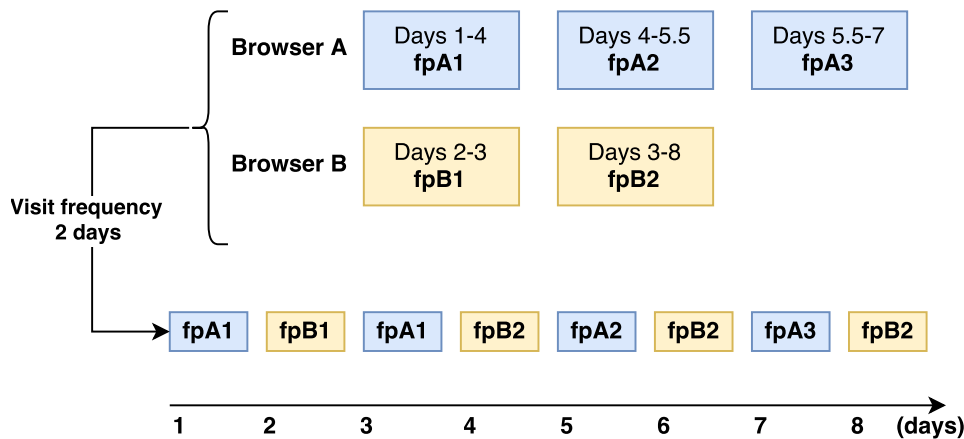 Browser A
Days 1-4
fpA1
Days 4-5.5
fpA2
Days 5.5-7
fpA3
Browser B
Days 2-3
fpB1
Days 3-8
fpB2
Visit frequency
2 days
fpA1 fpB1 fpA1 fpB2 fpA2 fpB2 fpA3 fpB2
1 2 3 4 5 6 7 8 (days)